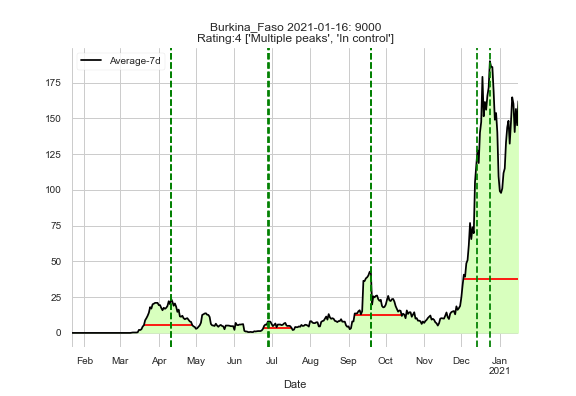 Burkina_Faso 2021-01-16: 9000
Rating:4 ['Multiple peaks', 'In control']
Average-7d
175
150
125
100
75
50
25
0
Feb Mar Apr May Jun Jul Aug Sep Oct Nov Dec Jan
2021
Date